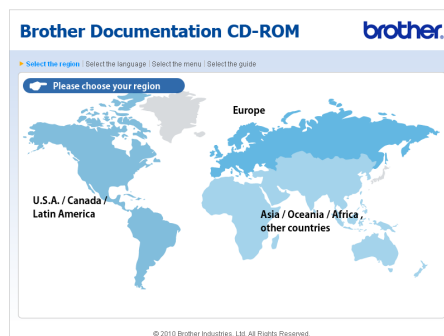 Brother Documentation CD-ROM
brother.
Select the region | Select the language | Select the menu | Select the guide
Please choose your region
Europe
U.S.A. / Canada /
Latin America
Asia / Oceania / Africa ,
other countries
© 2010 Brother Industries, Ltd. All Rights Reserved.